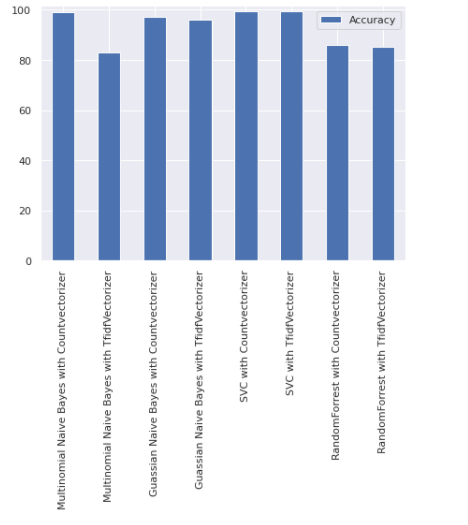 100
80
60
40
20
0
Accuracy
Multinomial Naive Bayes with Countvectorizer
Multinomial Naive Bayes with TfidfVectorizer
Guassian Naive Bayes with Countvectorizer
Guassian Naive Bayes with TfidfVectorizer
SVC with Countvectorizer
SVC with TfidfVectorizer
RandomForrest with Countvectorizer
RandomForrest with TfidfVectorizer